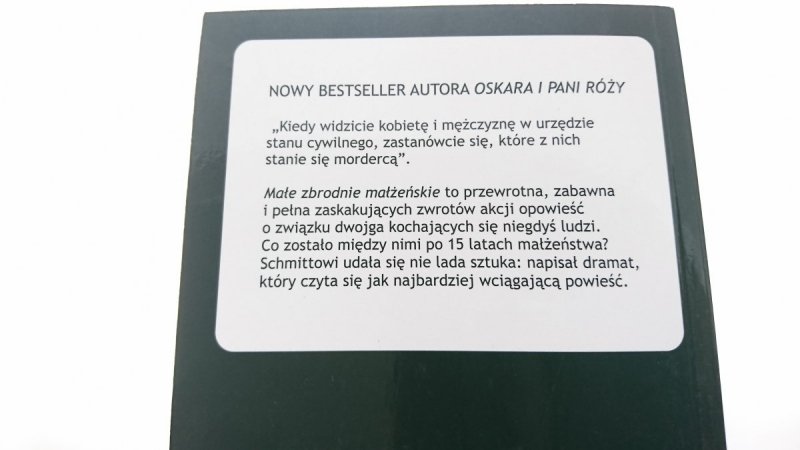 NOWY BESTSELLER AUTORA OSKARA I PANI RÓŻY
„Kiedy widzicie kobietę i mężczyznę w urzędzie
stanu cywilnego, zastanówcie się, które z nich
stanie się mordercą”.
Małe zbrodnie małżeńskie to przewrotna, zabawna
i pełna zaskakujących zwrotów akcji opowieść
o związku dwojga kochających się niegdyś ludzi.
Co zostało między nimi po 15 latach małżeństwa?
Schmittowi udała się nie lada sztuka: napisał dramat,
który czyta się jak najbardziej wciągającą powieść.